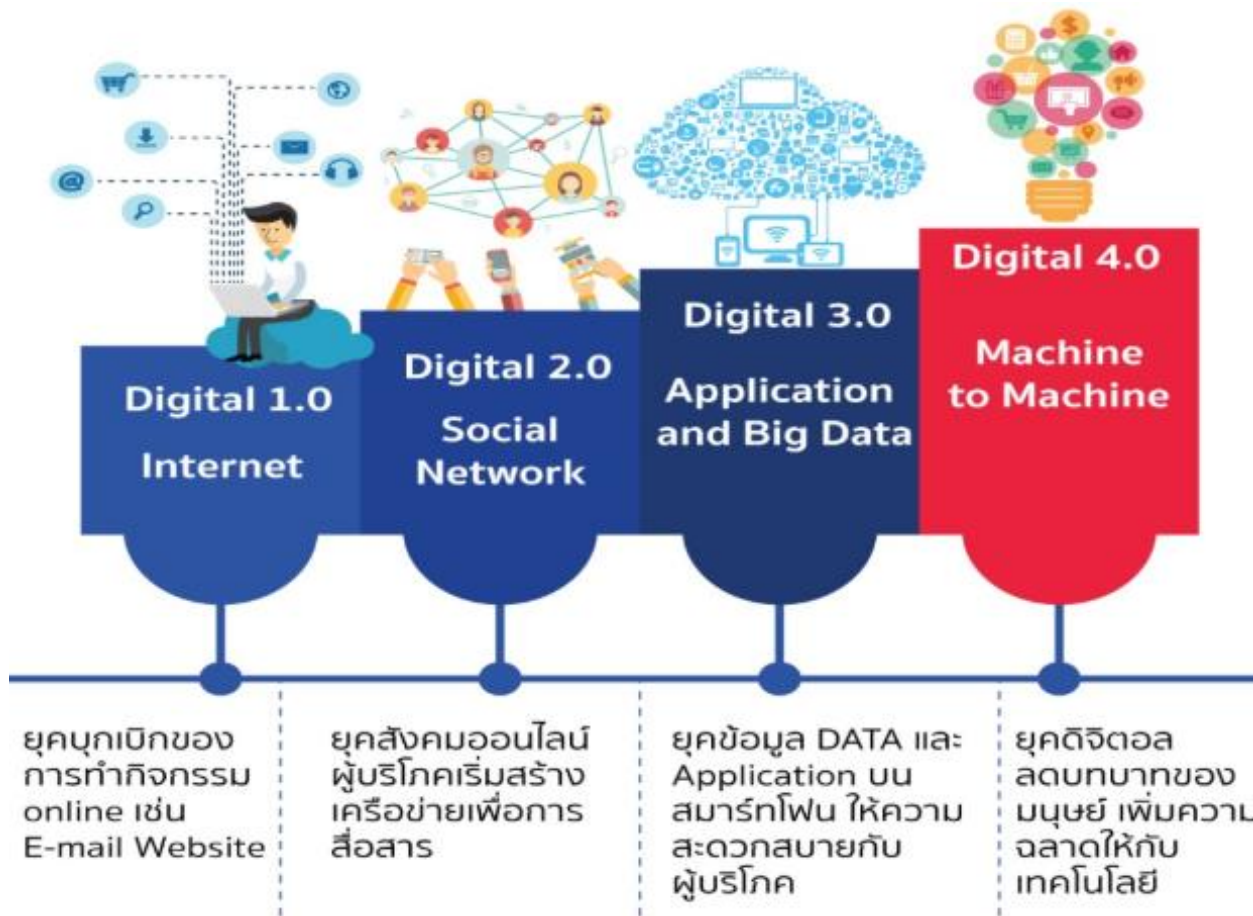 Digital 1.0
Internet
Digital 2.0
Social
Network
Digital 3.0
Application
and Big Data
Digital 4.0
Machine
to Machine
ยุคบุกเบิกของ
การทำกิจกรรม
online เช่น
E-mail Website
ยุคสังคมออนไลน์
ผู้บริโภคเริ่มสร้าง
เครือข่ายเพื่อการ
สื่อสาร
ยุคข้อมูล DATA และ
Application บน
สมาร์ทโฟน ให้ความ
สะดวกสบายกับ
ผู้บริโภค
ยุคดิจิตอล
ลดบทบาทของ
มนุษย์ เพิ่มความ
ฉลาดให้กับ
เทคโนโลยี